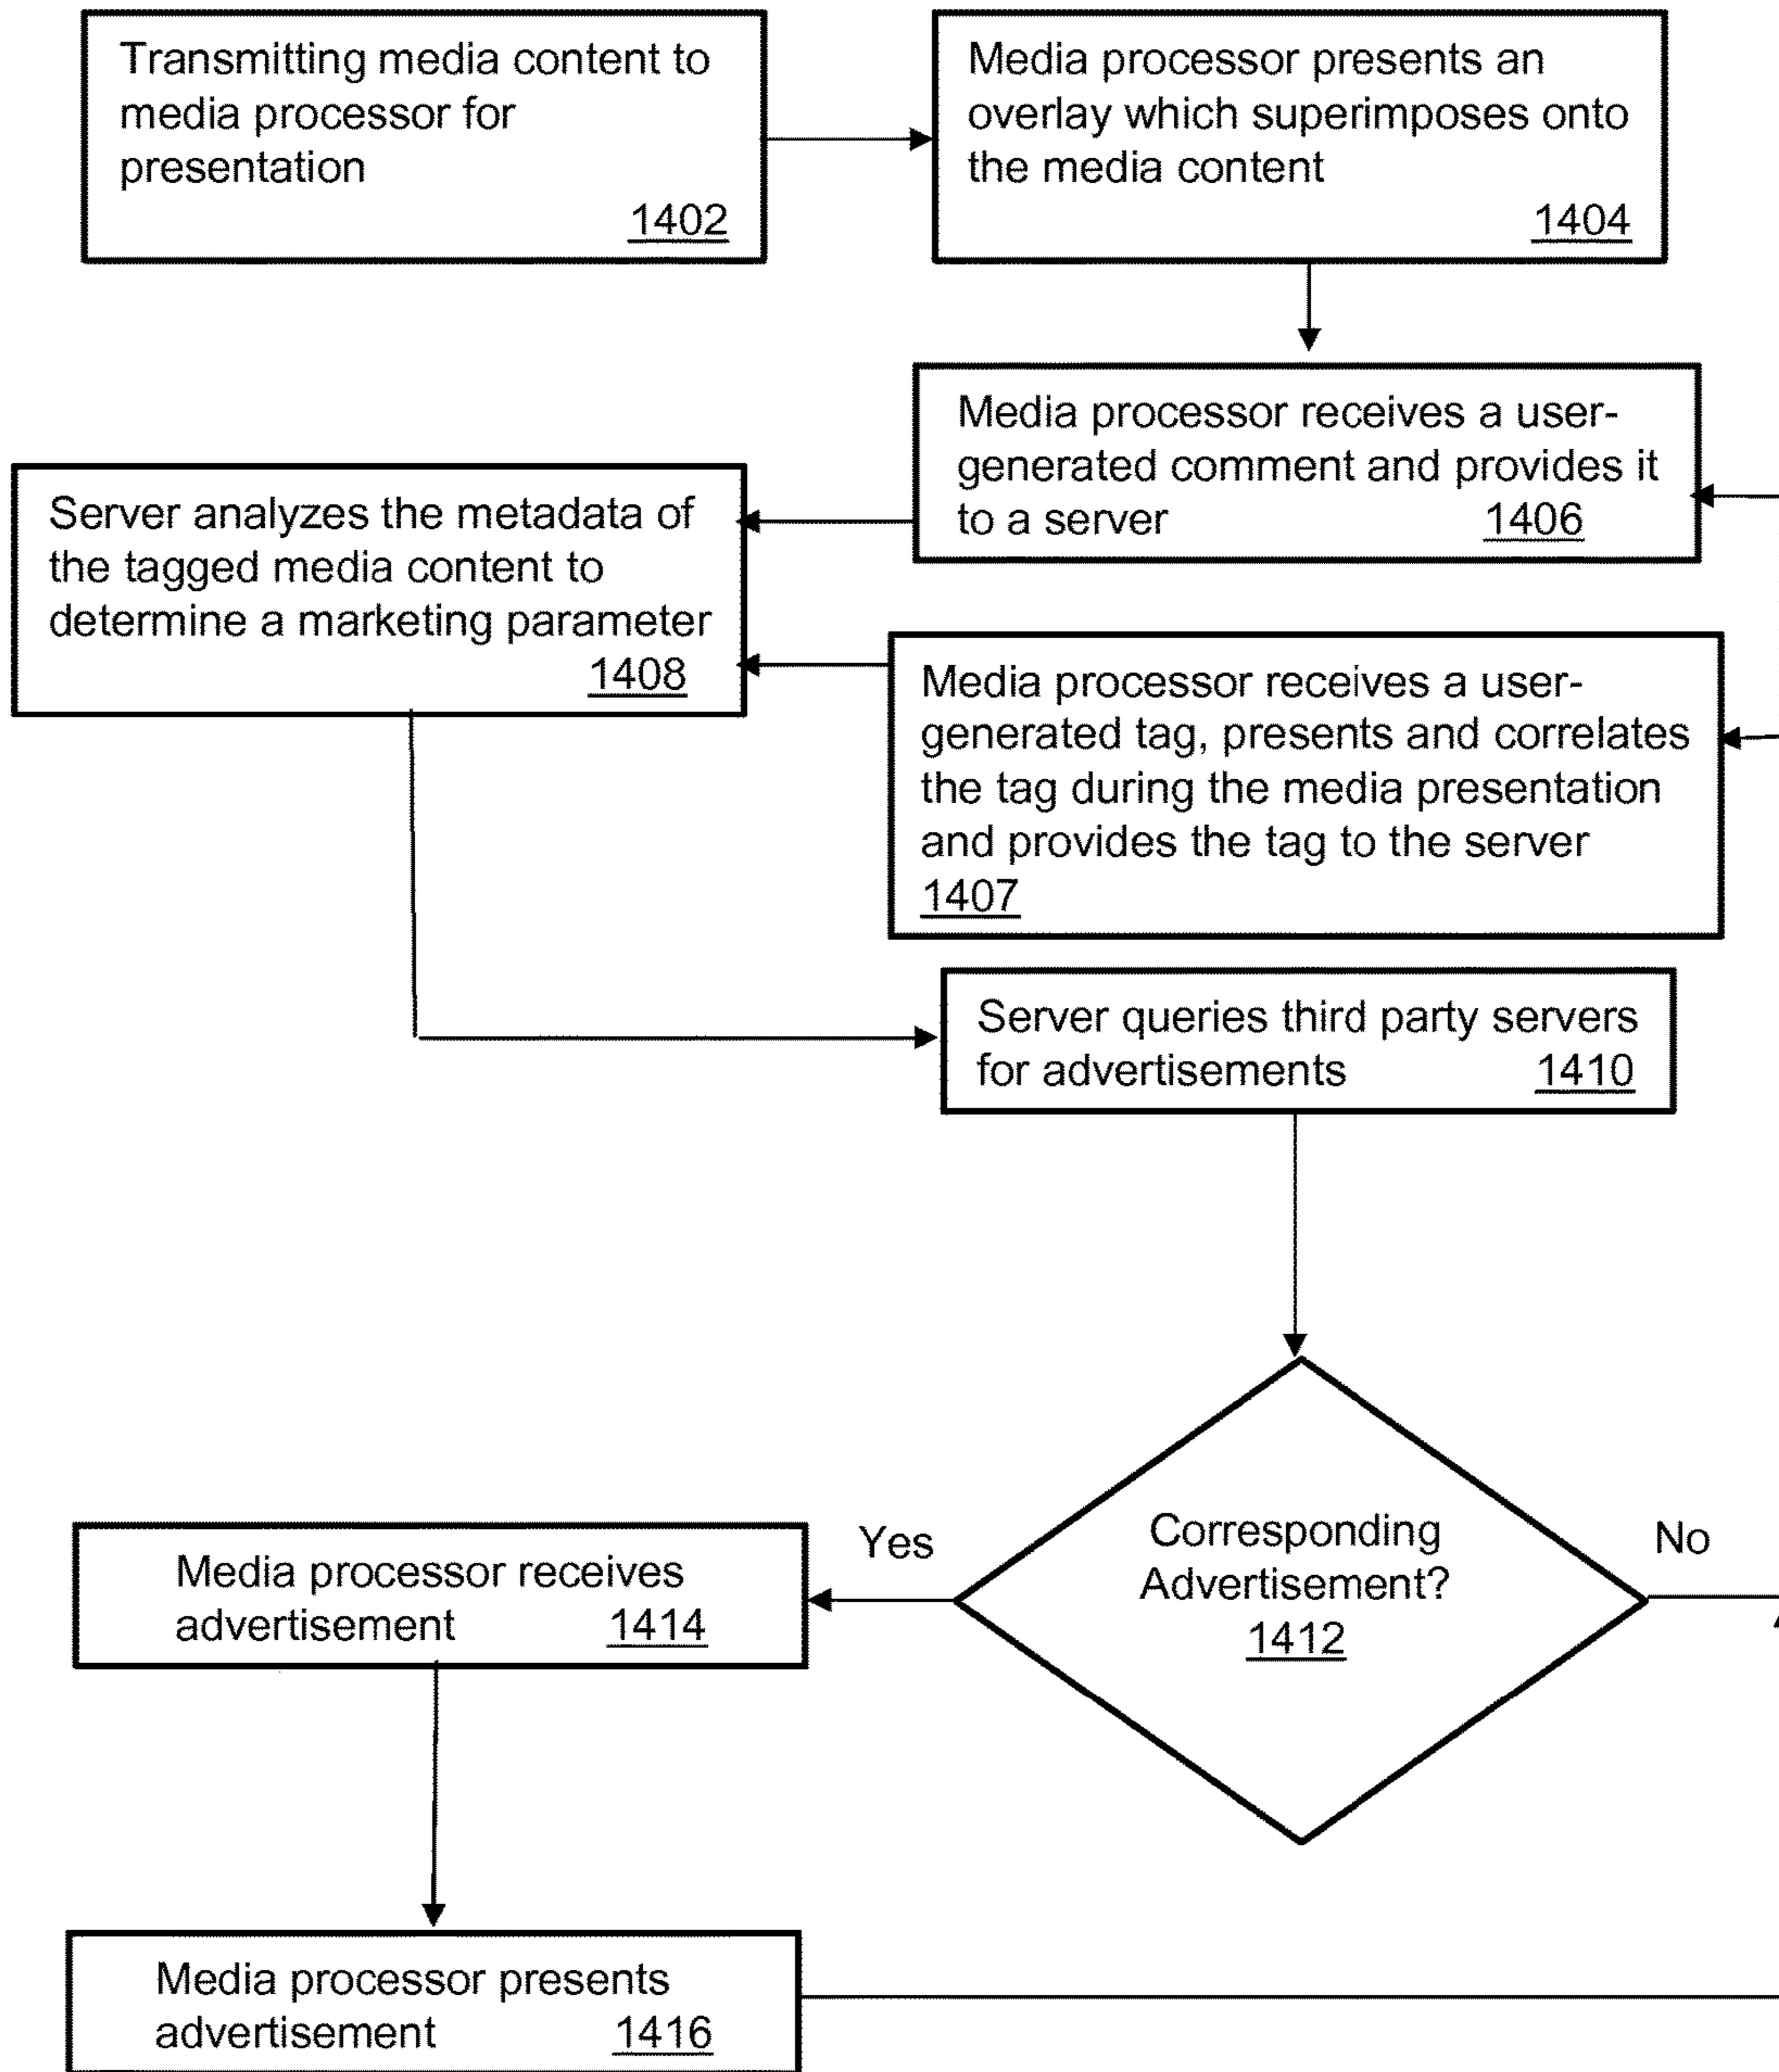 Transmitting media content to
media processor for
presentation
1402
Media processor presents an
overlay which superimposes onto
the media content
1404
Media processor receives a user-
generated comment and provides it
to a server 1406
Server analyzes the metadata of
the tagged media content to
determine a marketing parameter
1408
Media processor receives a user-
generated tag, presents and correlates
the tag during the media presentation
and provides the tag to the server
1407
Server queries third party servers
for advertisements 1410
Corresponding
Advertisement?
1412
Yes
No
Media processor receives
advertisement 1414
Media processor presents
advertisement 1416